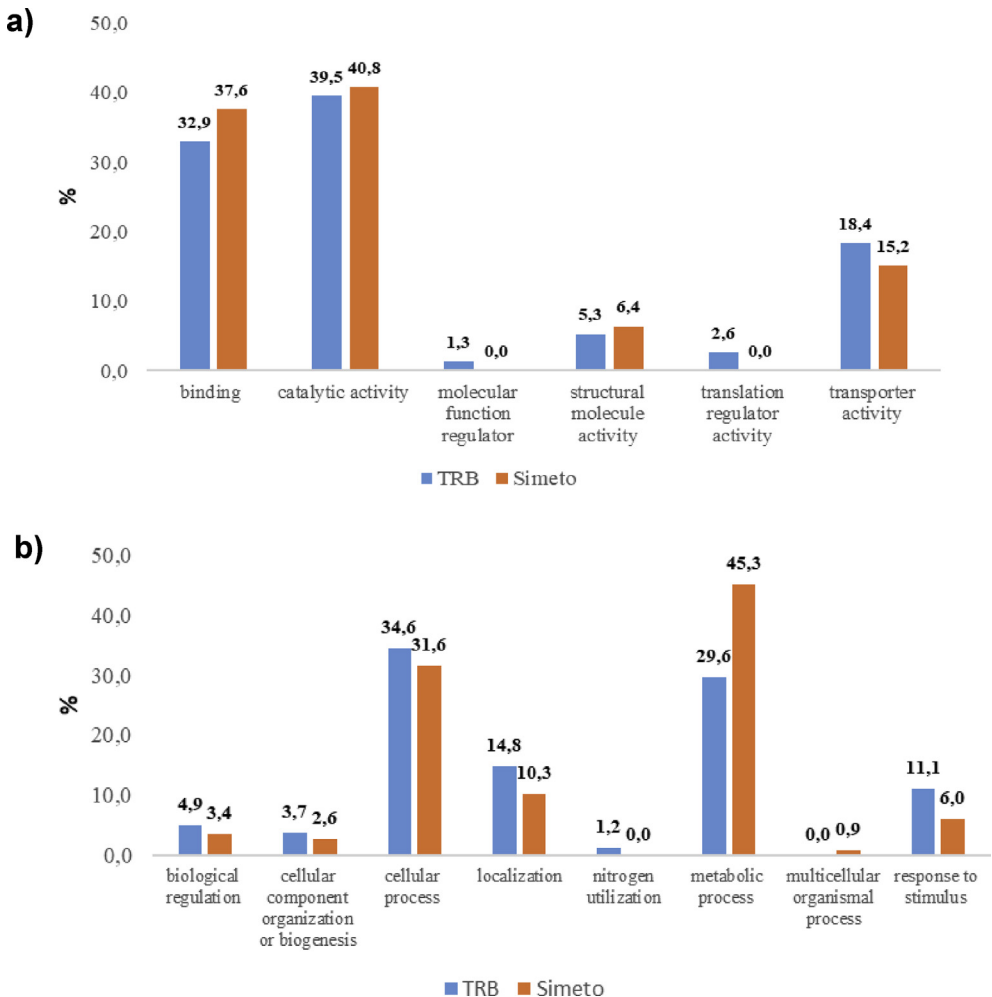 a)
50,0
40,0
30,0
20,0
10,0
0,0
%
32,9
37,6
39,5
40,8
1,3
0,0
5,3
6,4
2,6
0,0
18,4
15,2
binding
catalytic activity
molecular
function
regulator
structural
molecule
activity
translation
regulator
activity
transporter
activity
TRB
Simeto
b)
50,0
40,0
30,0
20,0
10,0
0,0
%
4,9
3,4
3,7
2,6
34,6
31,6
14,8
10,3
1,2
0,0
29,6
45,3
0,0
0,9
11,1
6,0
biological
regulation
cellular
component
organization
or biogenesis
cellular
process
localization
nitrogen
utilization
metabolic
process
multicellular
organismal
process
response to
stimulus
TRB
Simeto